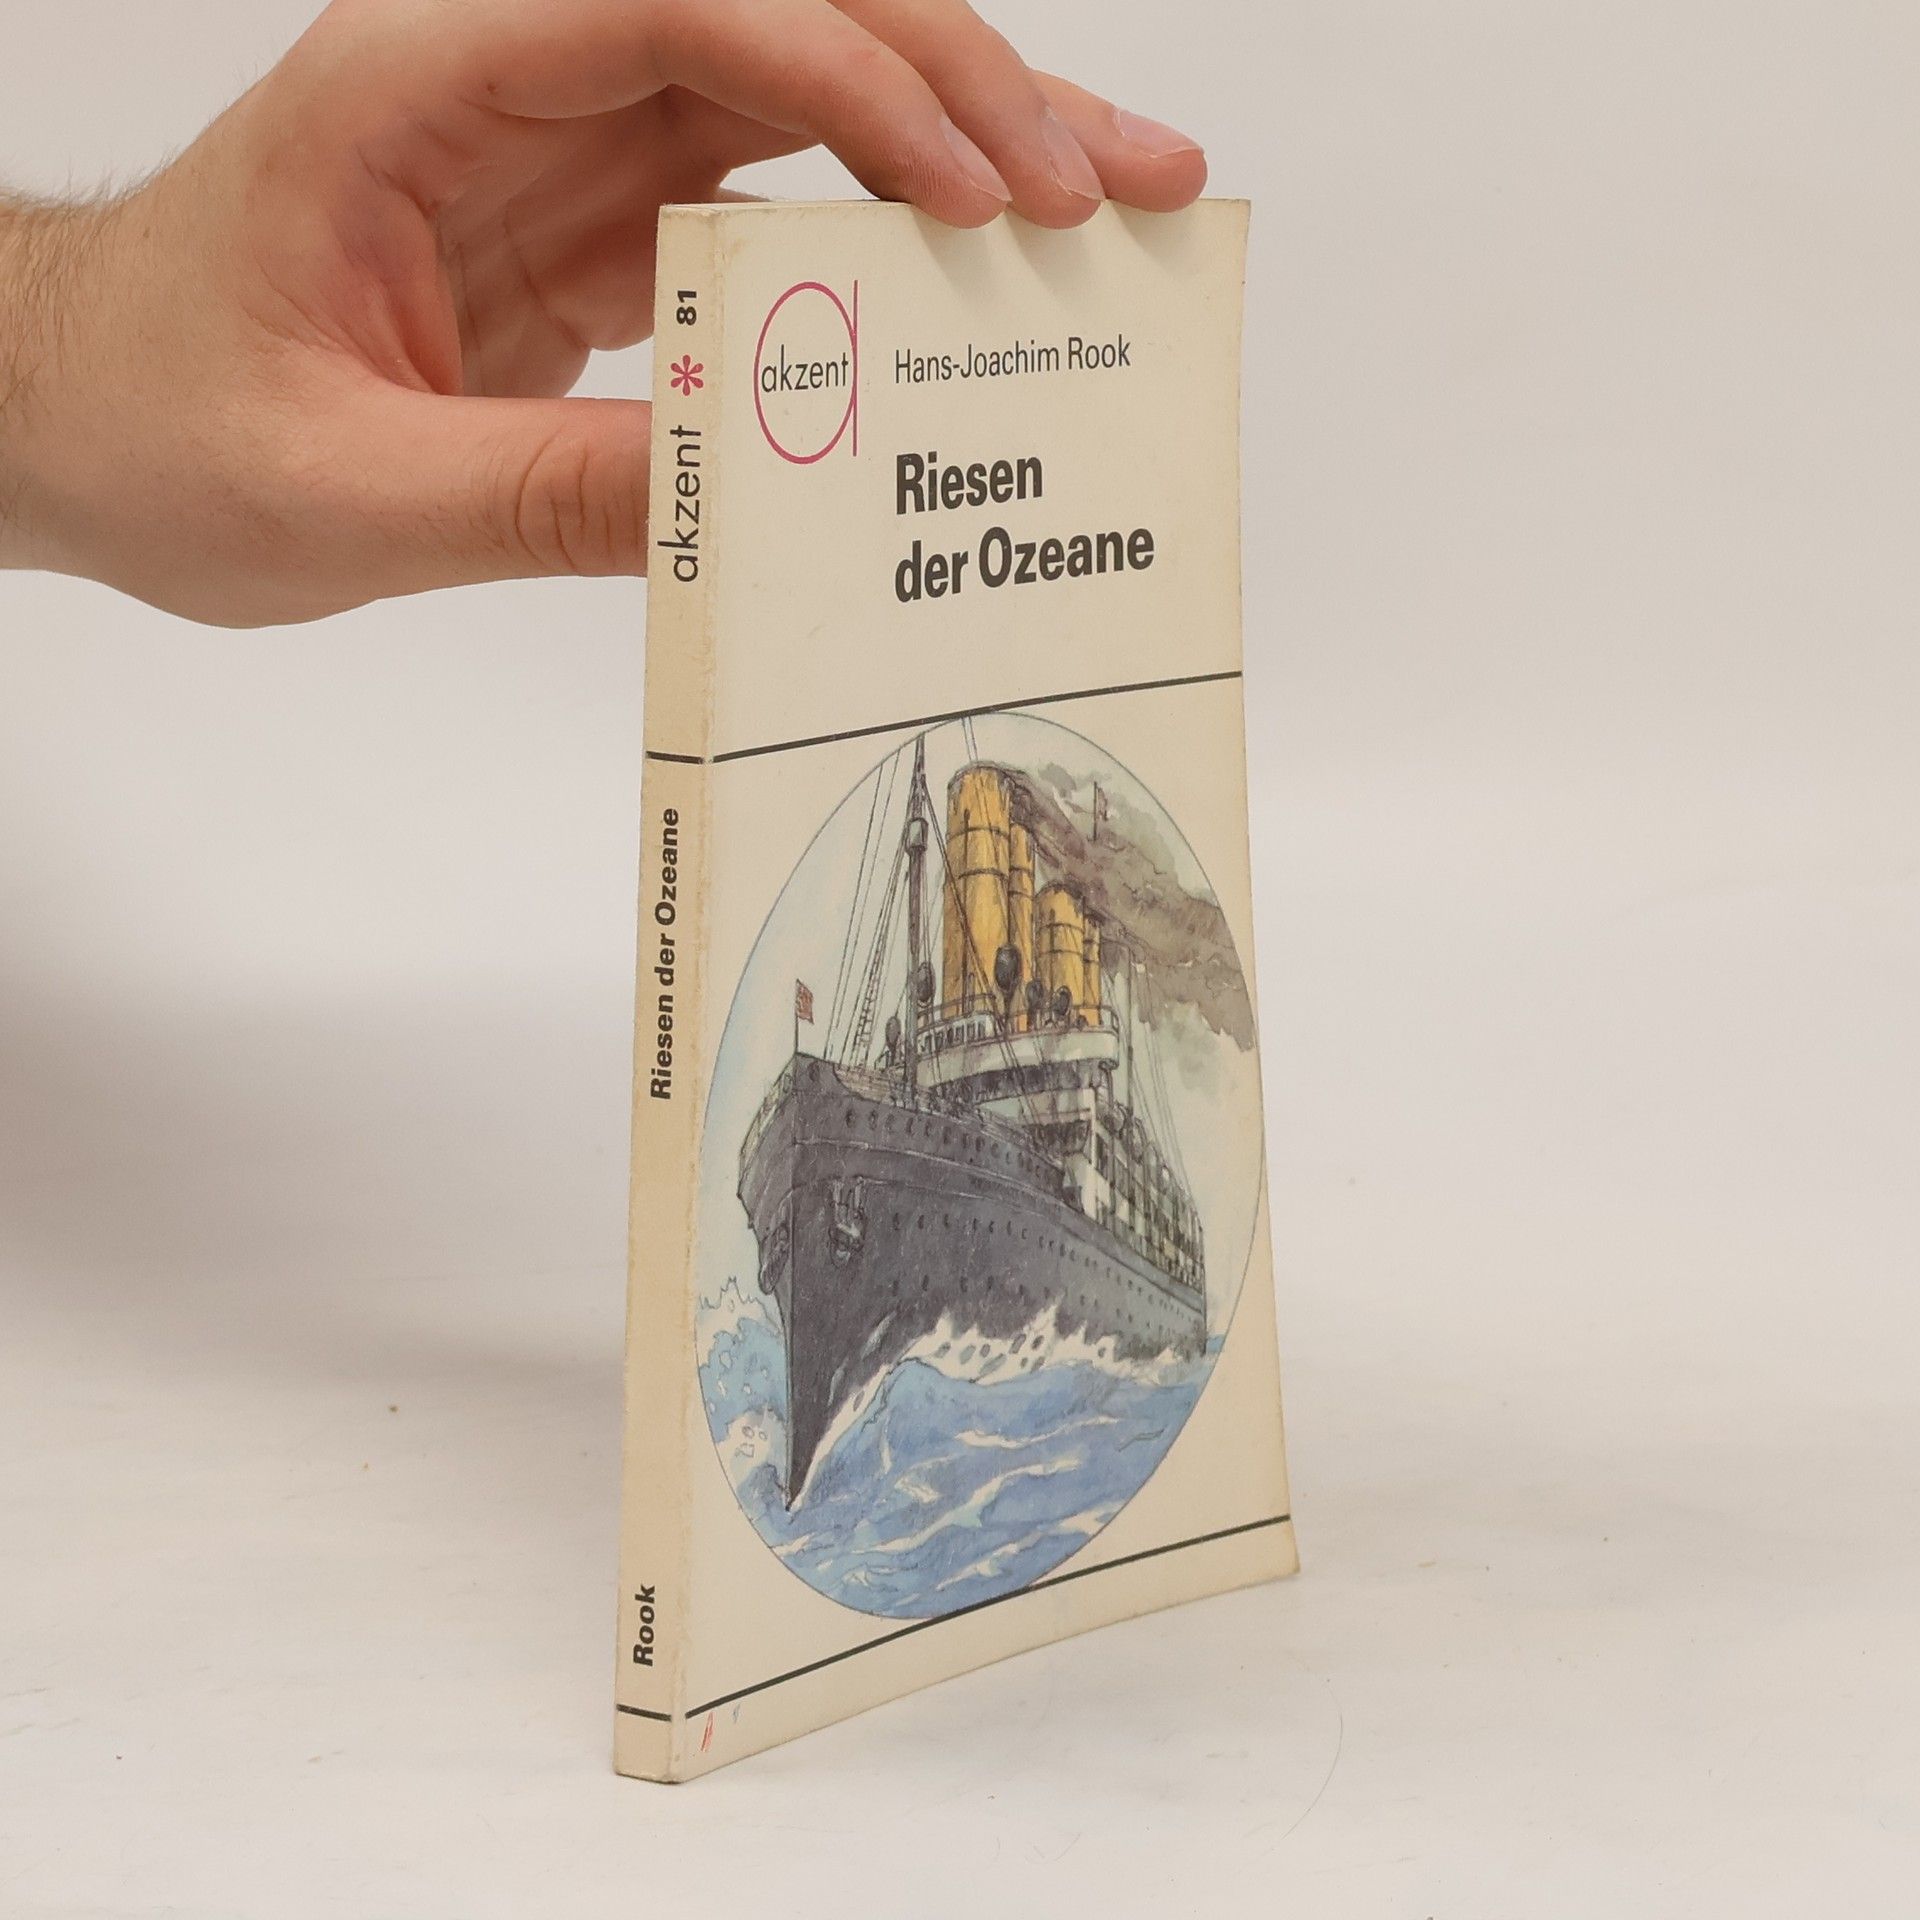 akzent * 81
Riesen der Ozeane
Rook
akzent
Hans-Joachim Rook
Riesen
der Ozeane